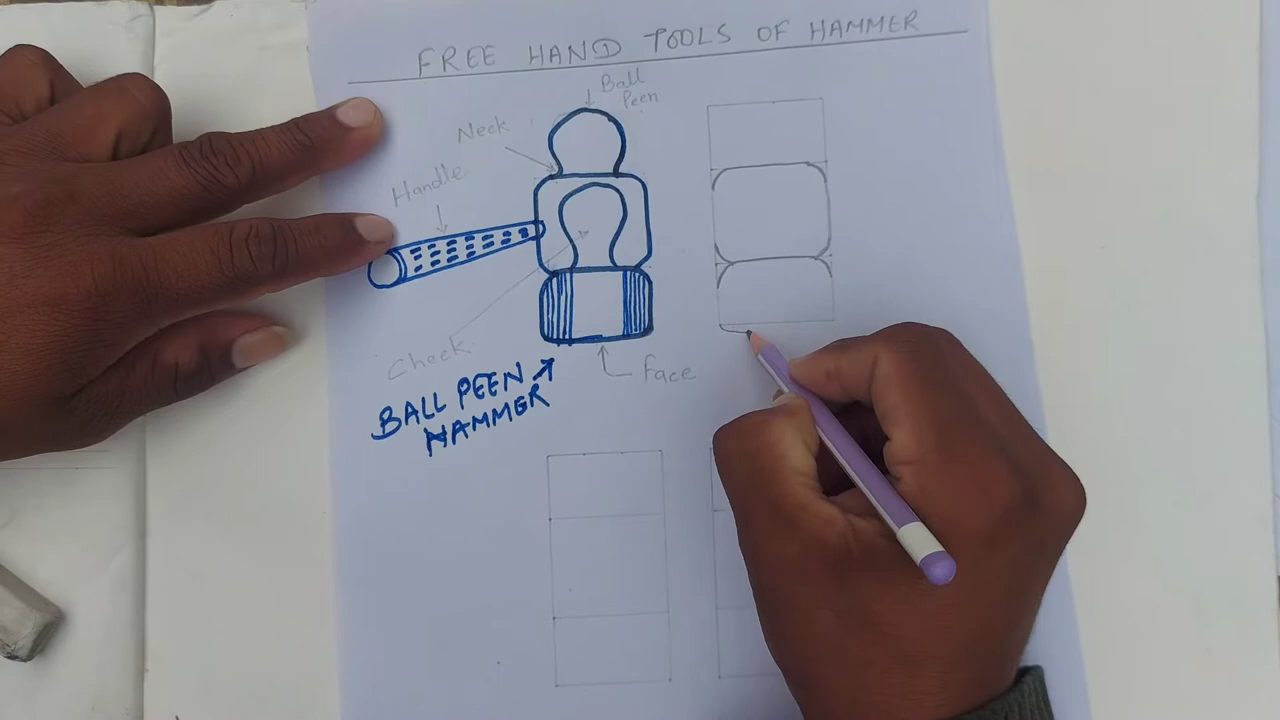 FREE HAND TOOLS OF HAMMER
Ball
Peen
Neck
Handle
Cheek
Face
BALL PEEN
HAMMER